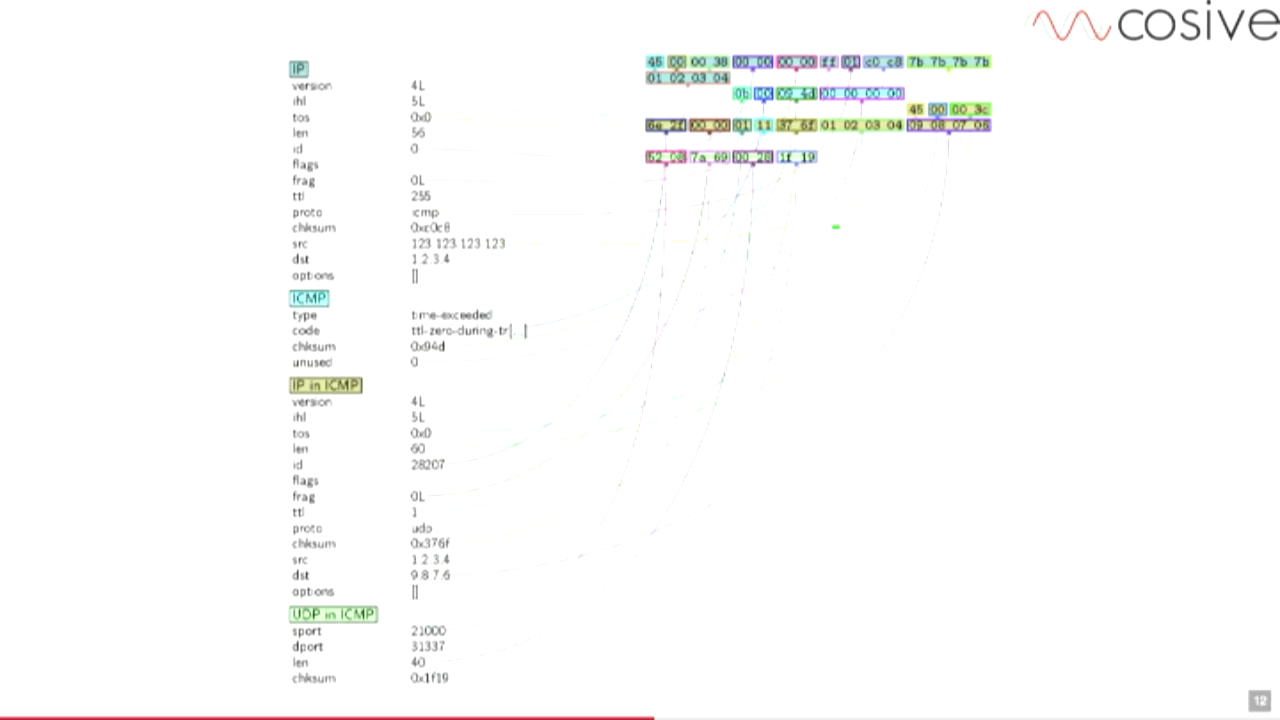 cosive
IP
version 4L
ihl 5L
tos 0x0
len 56
id 0
flags
frag 0L
ttl 255
proto icmp
chksum 0xc0c8
src 123.123.123.123
dst 1.2.3.4
options []
ICMP
type time-exceeded
code ttl-zero-during-tr[...]
chksum 0x94d
unused 0
IP in ICMP
version 4L
ihl 5L
tos 0x0
len 60
id 28207
flags
frag 0L
ttl 1
proto udp
chksum 0x376f
src 1.2.3.4
dst 9.8.7.6
options []
UDP in ICMP
sport 21000
dport 31337
len 40
chksum 0x1f19
45 00 00 38 00 00 00 00 ff 01 c0 c8 7b 7b 7b 7b
01 02 03 04
0b 00 09 4d 00 00 00 00
45 00 00 3c
6e 2f 00 00 01 11 37 6f 01 02 03 04 09 08 07 06
52 08 7a 69 00 28 1f 19
12